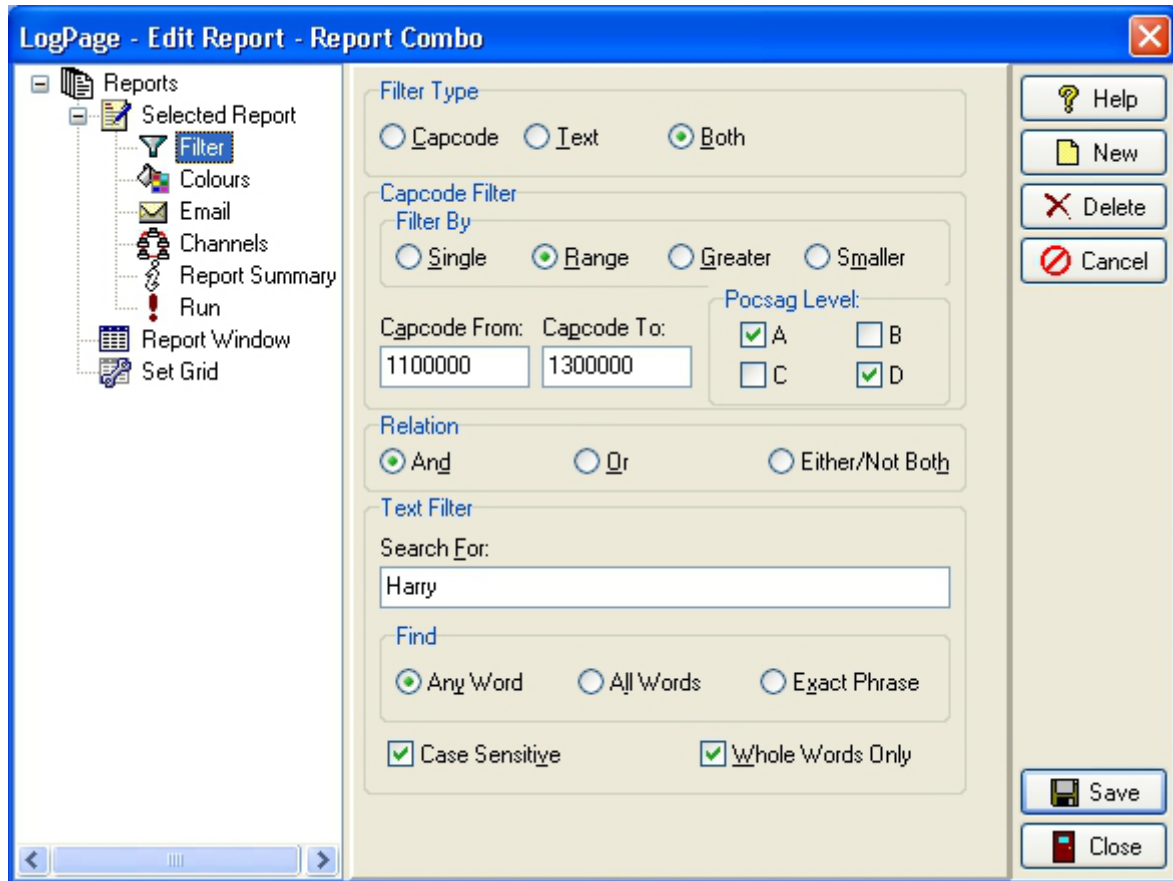 LogPage - Edit Report - Report Combo
Reports
Selected Report
Filter
Colours
Email
Channels
Report Summary
Run
Report Window
Set Grid
Filter Type
Capcode Text Both
Capcode Filter
Filter By
Single Range Greater Smaller
Capcode From: Capcode To:
1100000 1300000
Pocsag Level:
A B
C D
Relation
And Or Either/Not Both
Text Filter
Search For:
Harry
Find
Any Word All Words Exact Phrase
Case Sensitive Whole Words Only
Help
New
Delete
Cancel
Save
Close